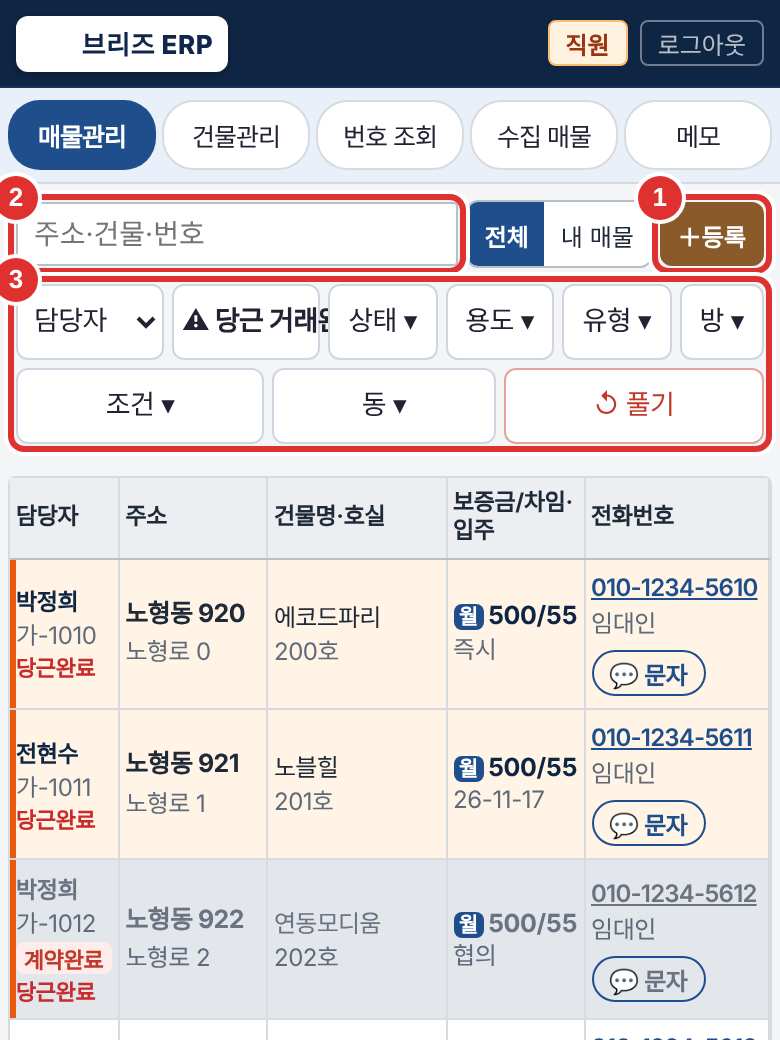 브리즈 ERP
직원
로그아웃
매물관리
건물관리
번호 조회
수집 매물
메모
2
주소·건물·번호
전체
내 매물
1
+등록
3
담당자
⚠ 당근 거래완
상태 ▾
용도 ▾
유형 ▾
방 ▾
조건 ▾
동 ▾
↺ 풀기
담당자
주소
건물명·호실
보증금/차임·
입주
전화번호
박정희
가-1010
당근완료
노형동 920
노형로 0
에코드파리
200호
월 500/55
즉시
010-1234-5610
임대인
💬 문자
전현수
가-1011
당근완료
노형동 921
노형로 1
노블힐
201호
월 500/55
26-11-17
010-1234-5611
임대인
💬 문자
박정희
가-1012
계약완료
당근완료
노형동 922
노형로 2
연동모디움
202호
월 500/55
협의
010-1234-5612
임대인
💬 문자